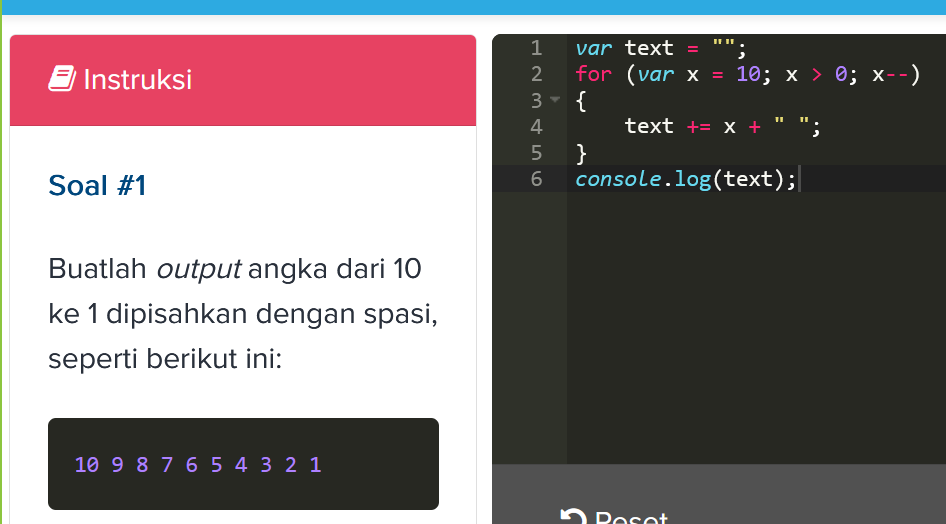 Instruksi
Soal #1
Buatlah output angka dari 10
ke 1 dipisahkan dengan spasi,
seperti berikut ini:
10 9 8 7 6 5 4 3 2 1
1 var text = "";
2 for (var x = 10; x > 0; x--)
3 {
4     text += x + " ";
5 }
6 console.log(text);
Reset